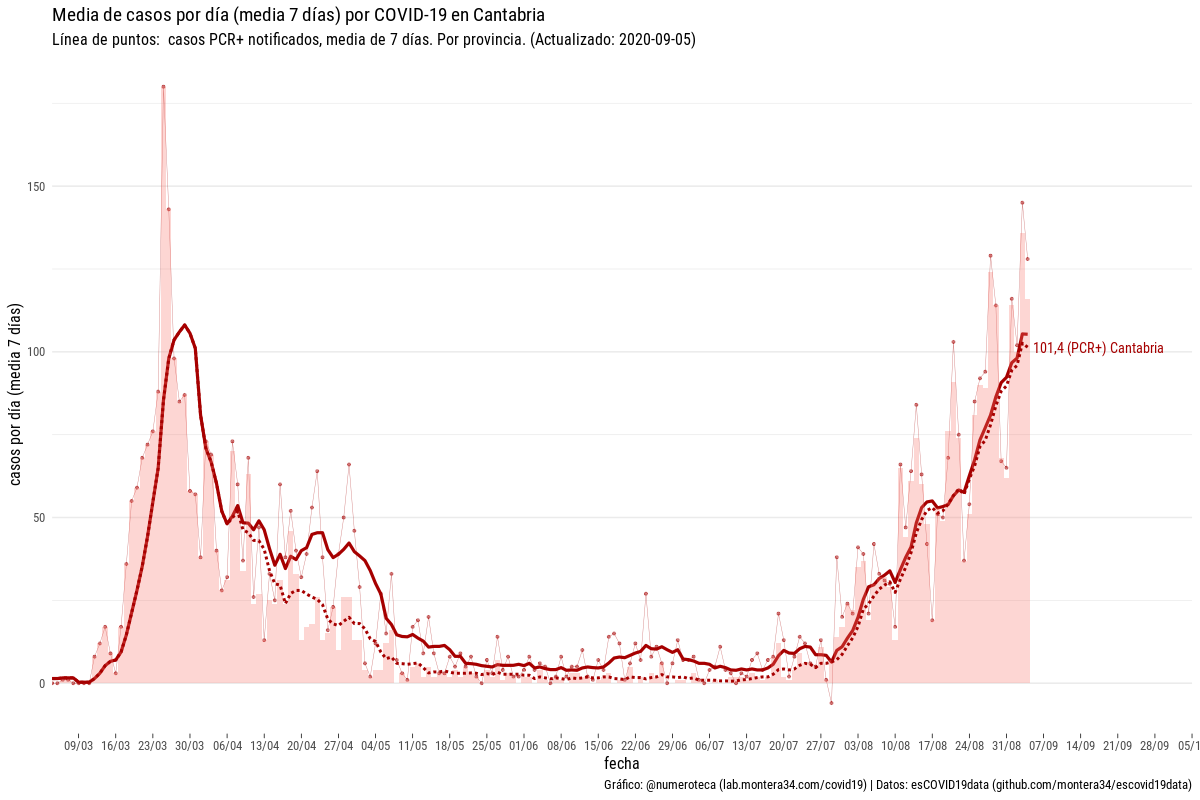 Media de casos por día (media 7 días) por COVID-19 en Cantabria
Línea de puntos:  casos PCR+ notificados, media de 7 días. Por provincia. (Actualizado: 2020-09-05)
casos por día (media 7 días)
150
100
50
0
101,4 (PCR+) Cantabria
09/03 16/03 23/03 30/03 06/04 13/04 20/04 27/04 04/05 11/05 18/05 25/05 01/06 08/06 15/06 22/06 29/06 06/07 13/07 20/07 27/07 03/08 10/08 17/08 24/08 31/08 07/09 14/09 21/09 28/09 05/1
fecha
Gráfico: @numeroteca (lab.montera34.com/covid19) | Datos: esCOVID19data (github.com/montera34/escovid19data)